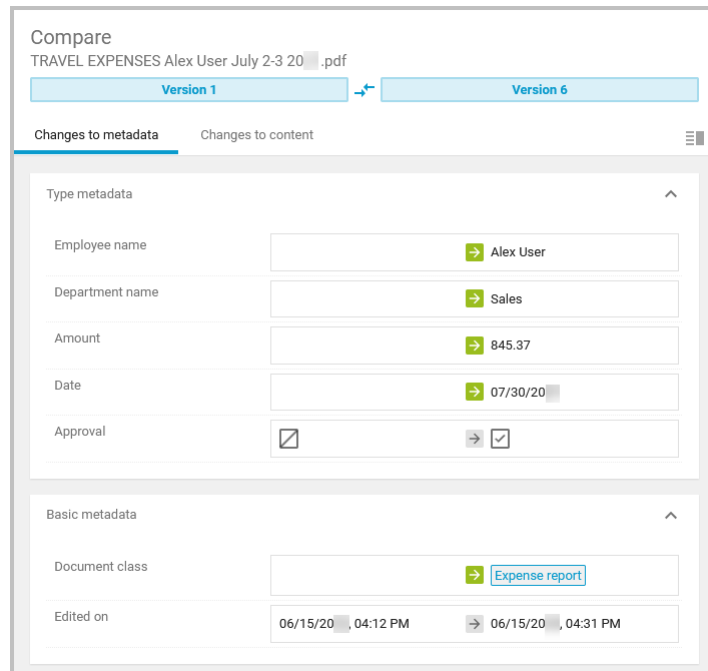 Compare
TRAVEL EXPENSES Alex User July 2-3 20 .pdf
Version 1 Version 6
Changes to metadata Changes to content
Type metadata
Employee name Alex User
Department name Sales
Amount 845.37
Date 07/30/20
Approval
Basic metadata
Document class Expense report
Edited on 06/15/20 , 04:12 PM 06/15/20 , 04:31 PM